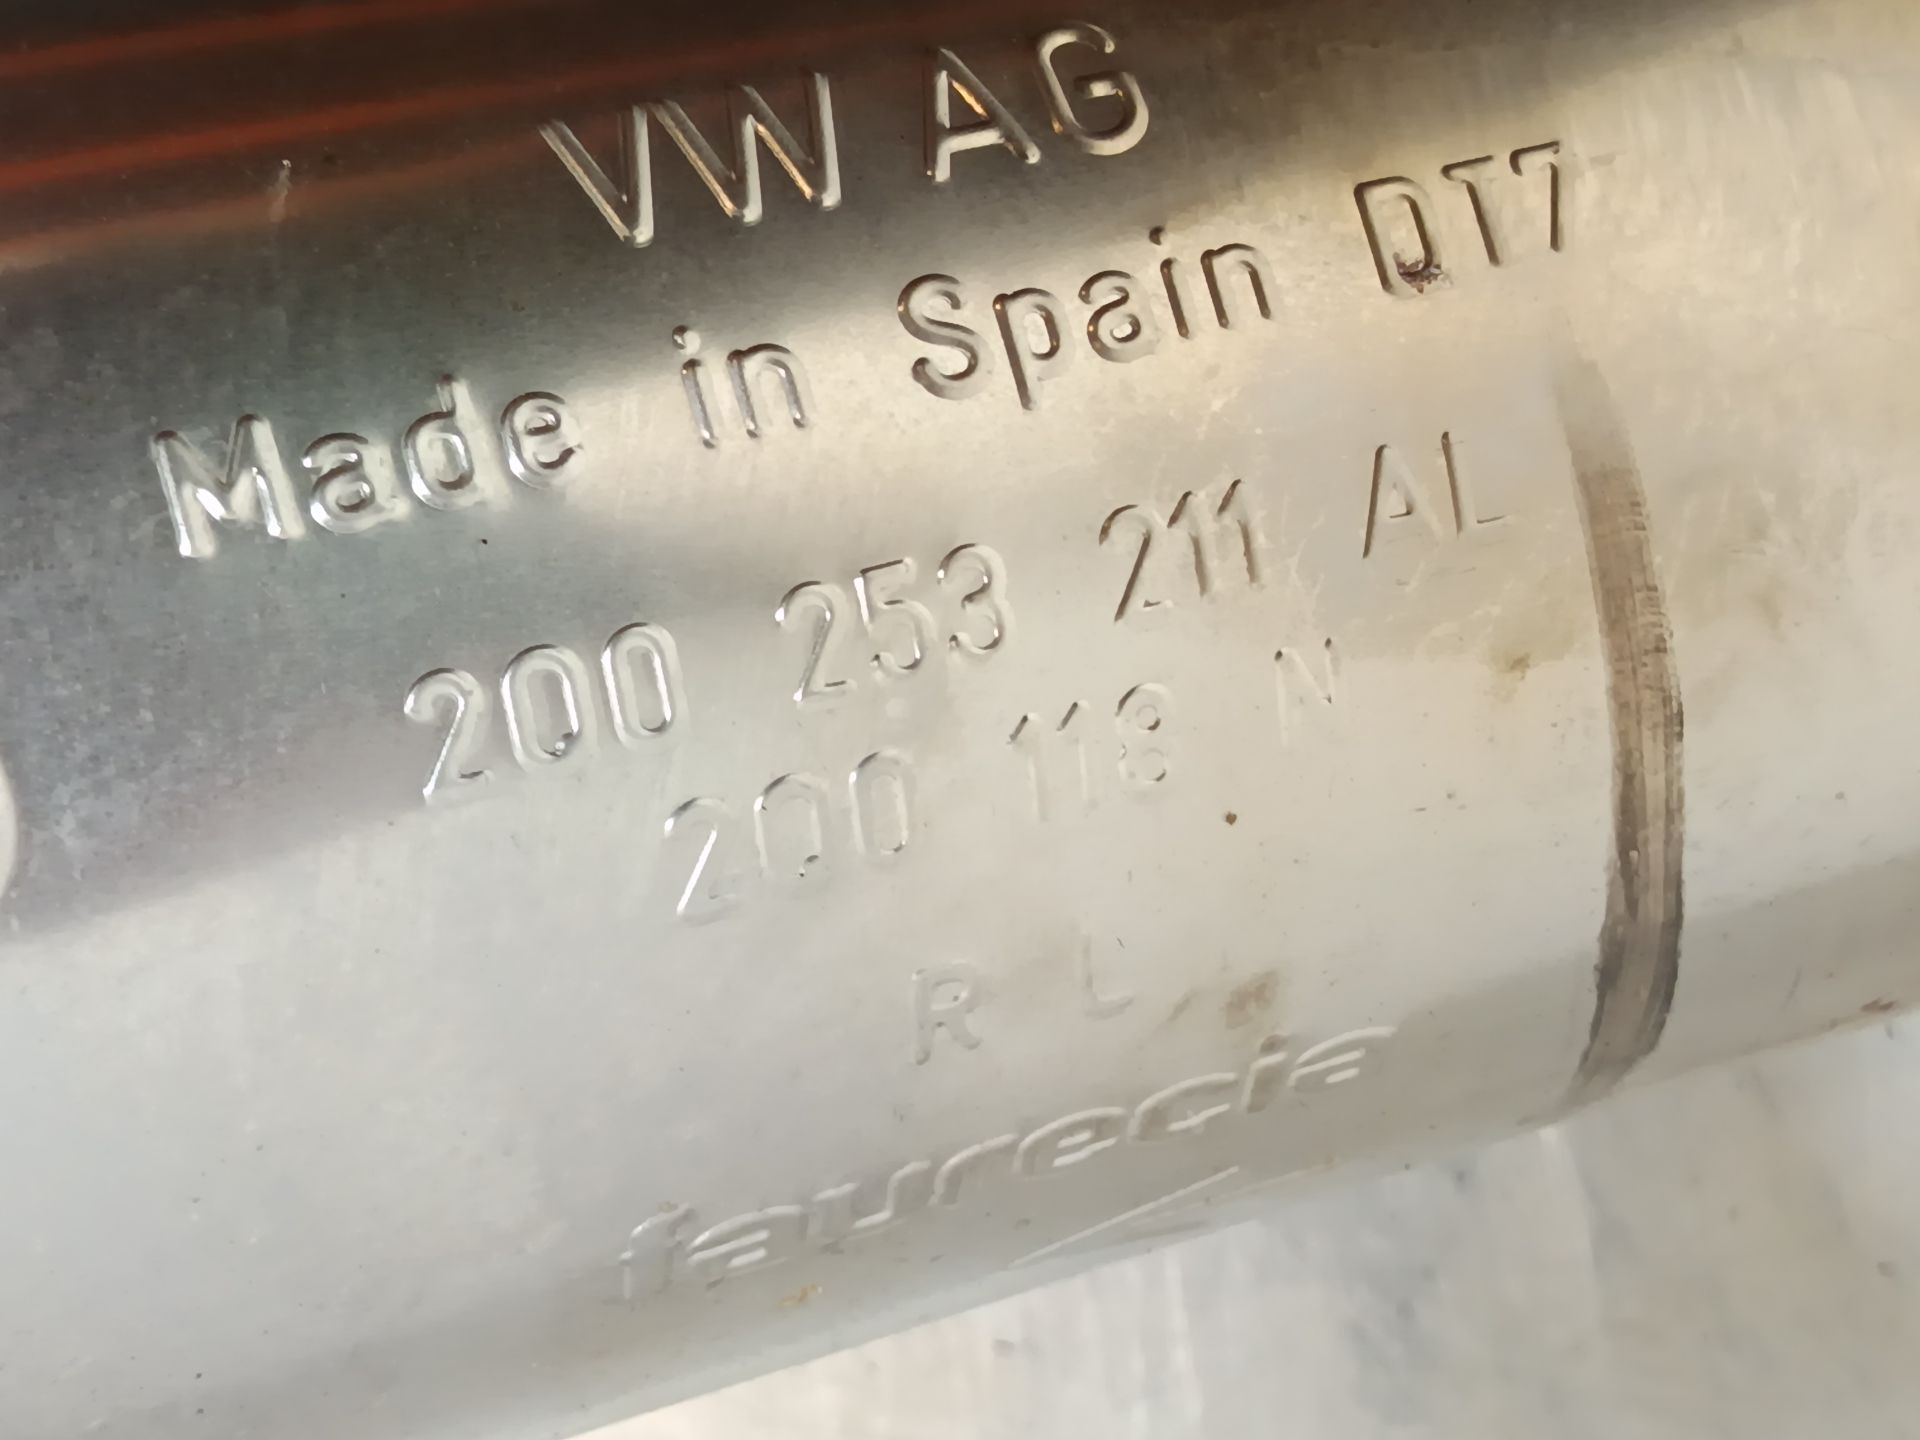 VW AG
Made in Spain DT7
200 253 211 AL
200 118 N
R L
faurecia